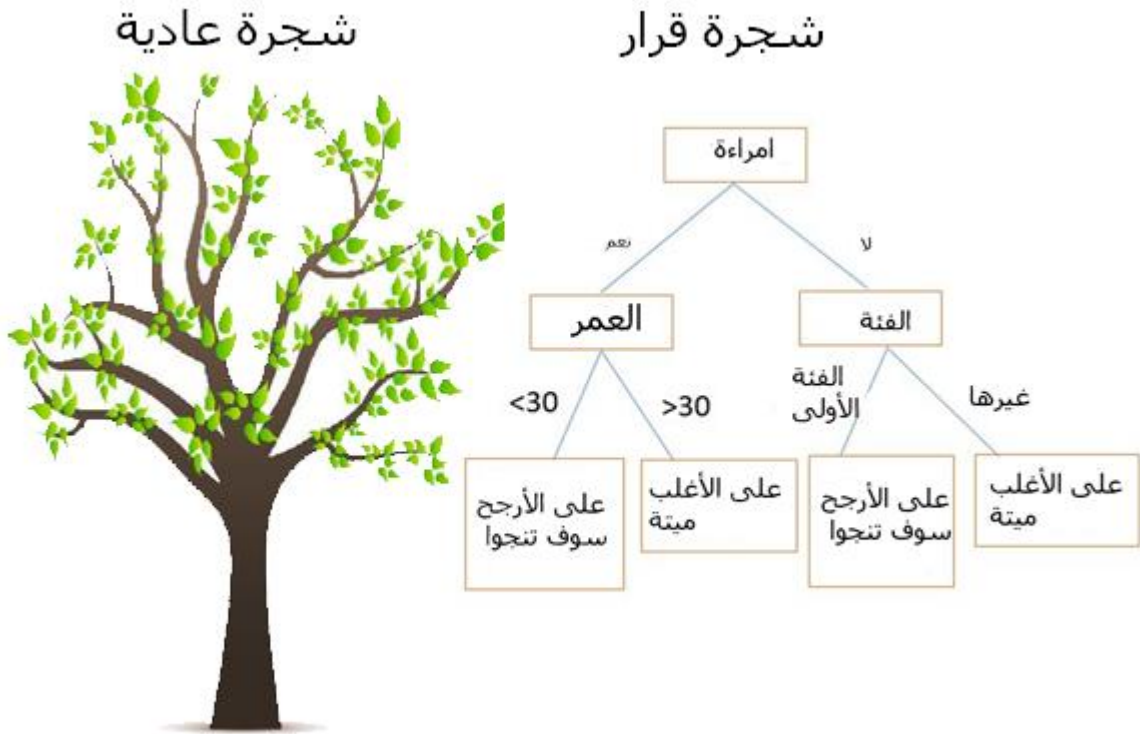 شجرة قرار
شجرة عادية
امراءة
نعم
لا
العمر
الفئة
<30
>30
الفئة
الأولى
غيرها
على الأرجح
سوف تنجوا
على الأغلب
ميتة
على الأرجح
سوف تنجوا
على الأغلب
ميتة